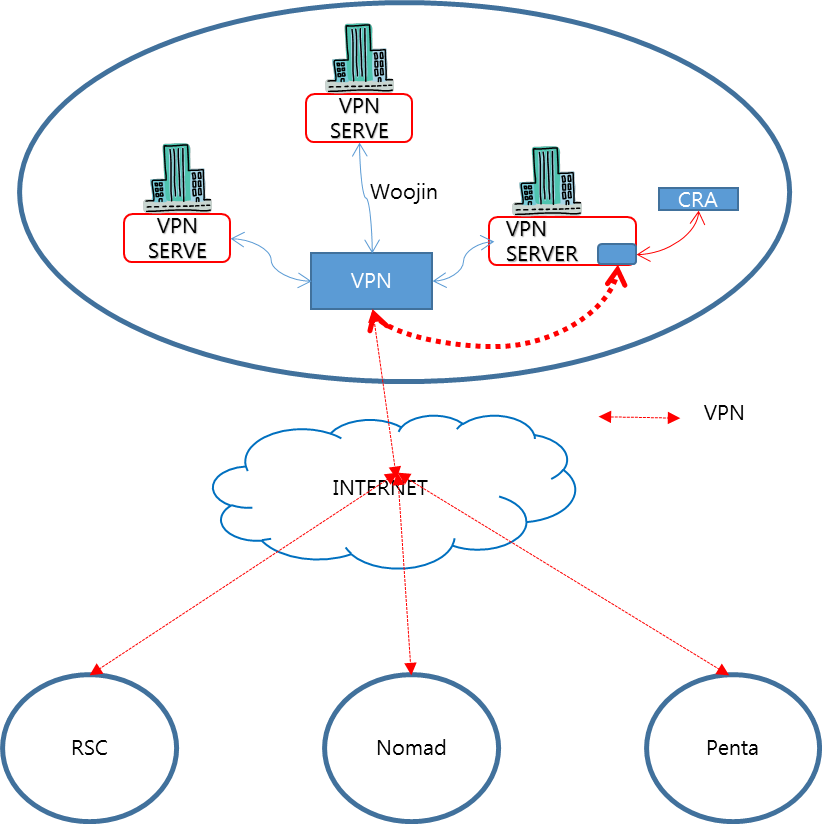 VPN
SERVE
Woojin
VPN
SERVE
VPN
SERVER
CRA
VPN
VPN
INTERNET
RSC
Nomad
Penta